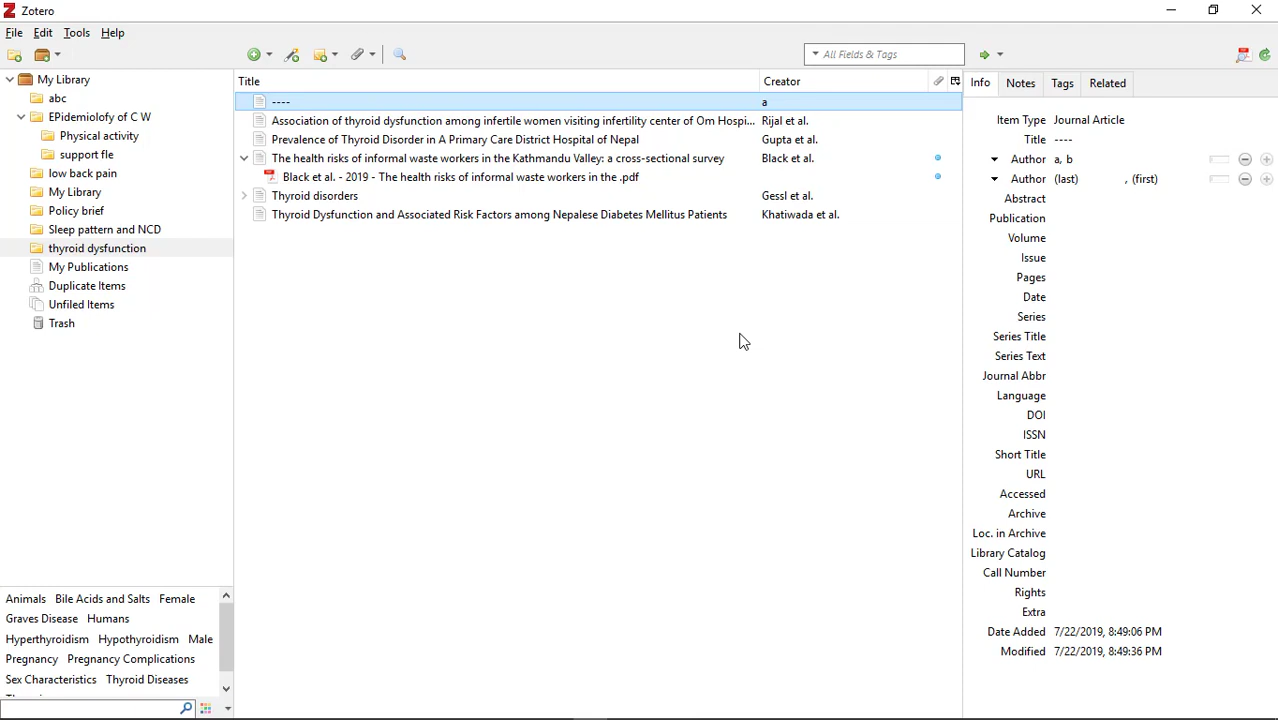 Zotero
File Edit Tools Help
All Fields & Tags
My Library
abc
EPidemiolofy of C W
Physical activity
support fle
low back pain
My Library
Policy brief
Sleep pattern and NCD
thyroid dysfunction
My Publications
Duplicate Items
Unfiled Items
Trash
Animals Bile Acids and Salts Female
Graves Disease Humans
Hyperthyroidism Hypothyroidism Male
Pregnancy Pregnancy Complications
Sex Characteristics Thyroid Diseases
Title Creator
---- a
Association of thyroid dysfunction among infertile women visiting infertility center of Om Hospi... Rijal et al.
Prevalence of Thyroid Disorder in A Primary Care District Hospital of Nepal Gupta et al.
The health risks of informal waste workers in the Kathmandu Valley: a cross-sectional survey Black et al.
Black et al. - 2019 - The health risks of informal waste workers in the .pdf
Thyroid disorders Gessl et al.
Thyroid Dysfunction and Associated Risk Factors among Nepalese Diabetes Mellitus Patients Khatiwada et al.
Info Notes Tags Related
Item Type Journal Article
Title ----
Author a, b
Author (last) , (first)
Abstract
Publication
Volume
Issue
Pages
Date
Series
Series Title
Series Text
Journal Abbr
Language
DOI
ISSN
Short Title
URL
Accessed
Archive
Loc. in Archive
Library Catalog
Call Number
Rights
Extra
Date Added 7/22/2019, 8:49:06 PM
Modified 7/22/2019, 8:49:36 PM